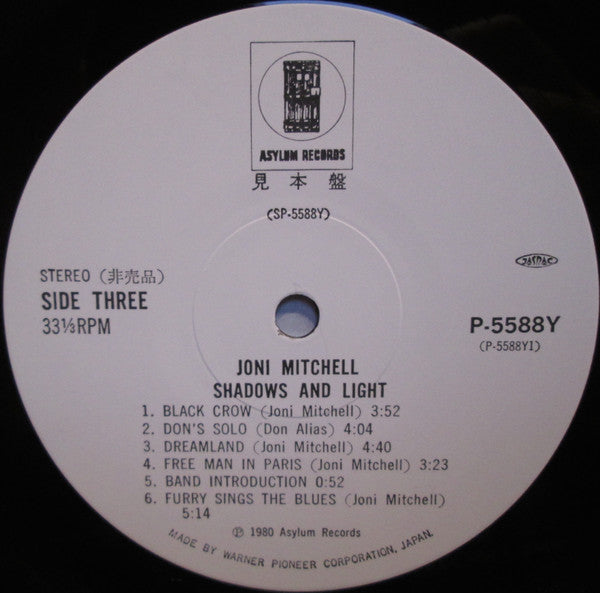 ASYLUM RECORDS
見本盤
(SP-5588Y)
STEREO (非売品)
SIDE THREE
33⅓RPM
JASRAC
P-5588Y
(P-5588YI)
JONI MITCHELL
SHADOWS AND LIGHT
1. BLACK CROW (Joni Mitchell) 3:52
2. DON'S SOLO (Don Alias) 4:04
3. DREAMLAND (Joni Mitchell) 4:40
4. FREE MAN IN PARIS (Joni Mitchell) 3:23
5. BAND INTRODUCTION 0:52
6. FURRY SINGS THE BLUES (Joni Mitchell)
5:14
Ⓟ 1980 Asylum Records
MADE BY WARNER PIONEER CORPORATION, JAPAN.